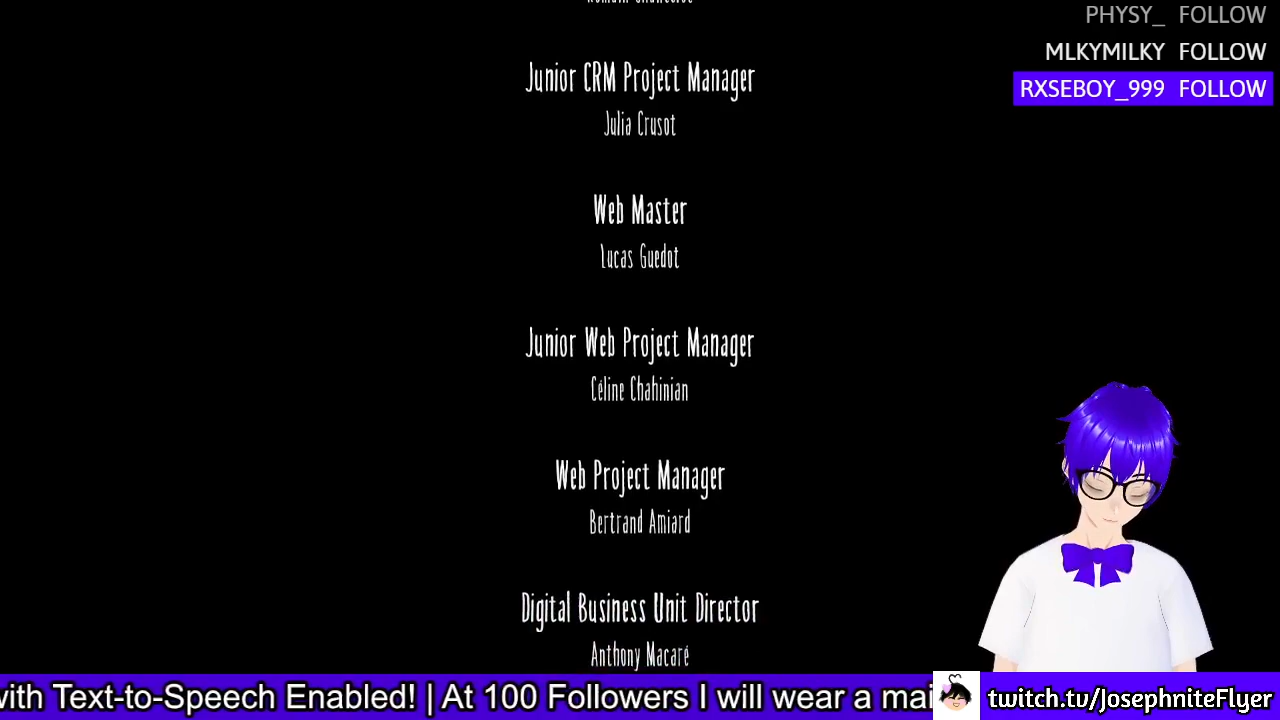 PHYSY_ FOLLOW
MLKYMILKY FOLLOW
RXSEBOY_999 FOLLOW
Junior CRM Project Manager
Julia Crusot
Web Master
Lucas Guedot
Junior Web Project Manager
Céline Chahinian
Web Project Manager
Bertrand Amiard
Digital Business Unit Director
Anthony Macaré
with Text-to-Speech Enabled! | At 100 Followers I will wear a mai
twitch.tv/JosephniteFlyer